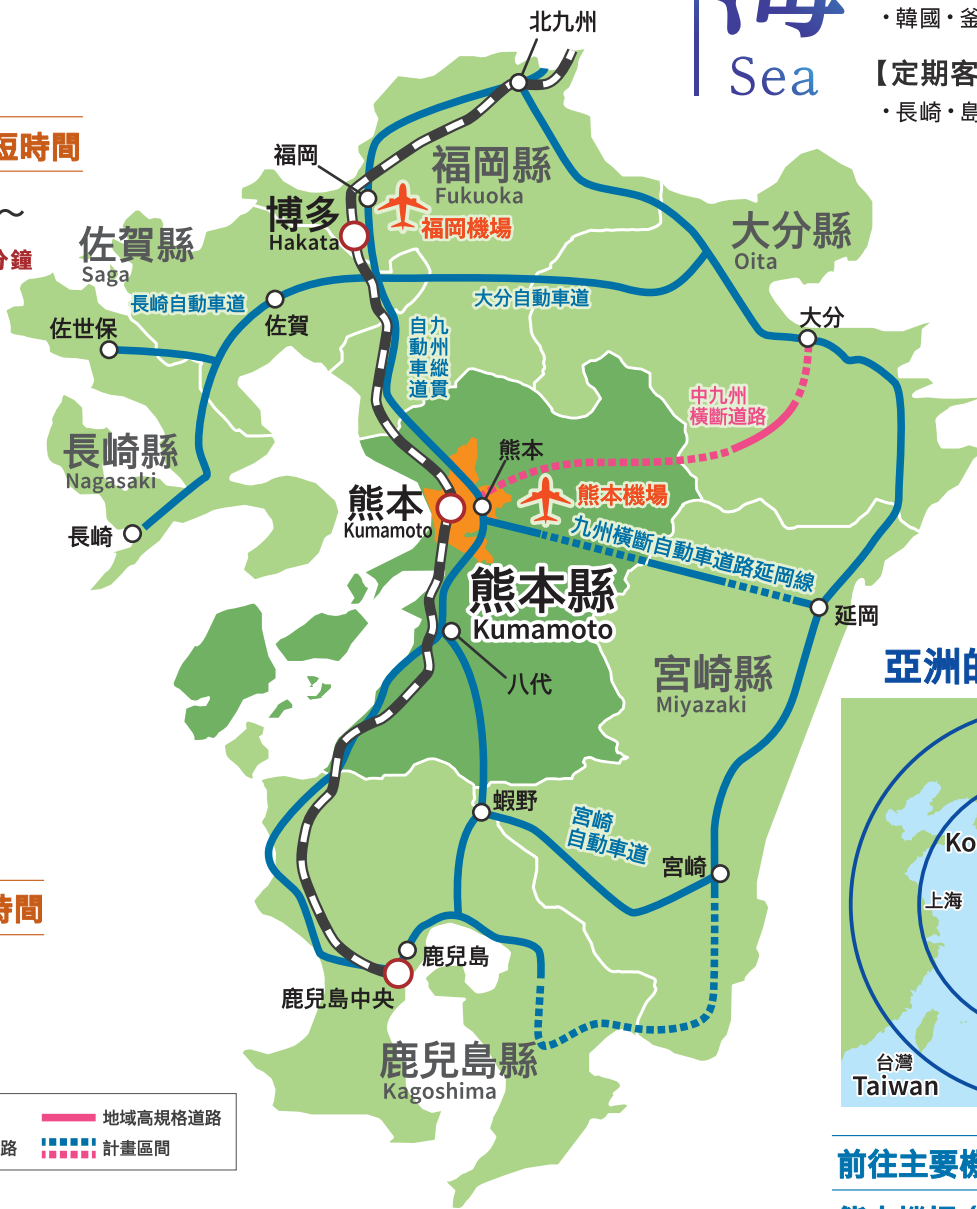 北九州
海
Sea
・韓國・釜
【定期客
・長崎・島
短時間
～
分鐘
福岡
福岡縣
Fukuoka
博多
Hakata
福岡機場
佐賀縣
Saga
大分縣
Oita
長崎自動車道
大分自動車道
佐世保
佐賀
大分
九州縱貫
自動車道
中九州
橫斷道路
長崎縣
Nagasaki
熊本
熊本
Kumamoto
熊本機場
長崎
九州橫斷自動車道路延岡線
熊本縣
Kumamoto
延岡
八代
宮崎縣
Miyazaki
亞洲的
蝦野
宮崎
自動車道
宮崎
Ko
上海
時間
鹿兒島
鹿兒島中央
鹿兒島縣
Kagoshima
台灣
Taiwan
地域高規格道路
路
計畫區間
前往主要機